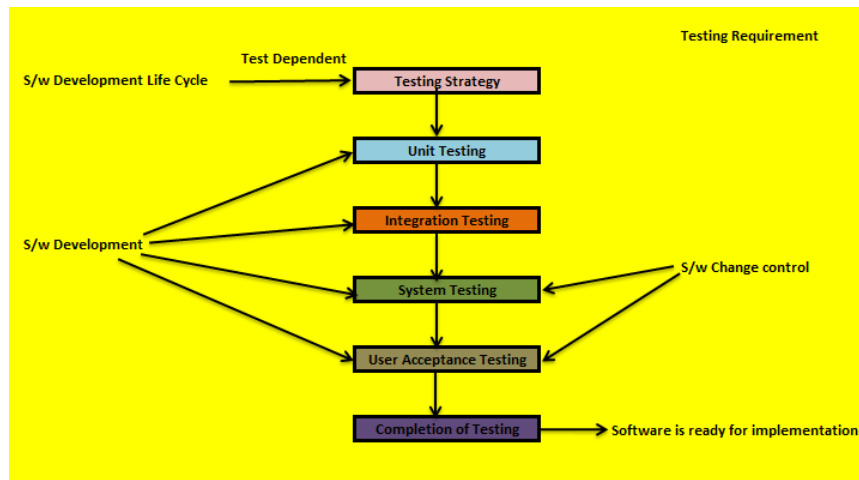 Testing Requirement
Test Dependent
S/w Development Life Cycle
Testing Strategy
Unit Testing
Integration Testing
S/w Development
S/w Change control
System Testing
User Acceptance Testing
Completion of Testing
Software is ready for implementation